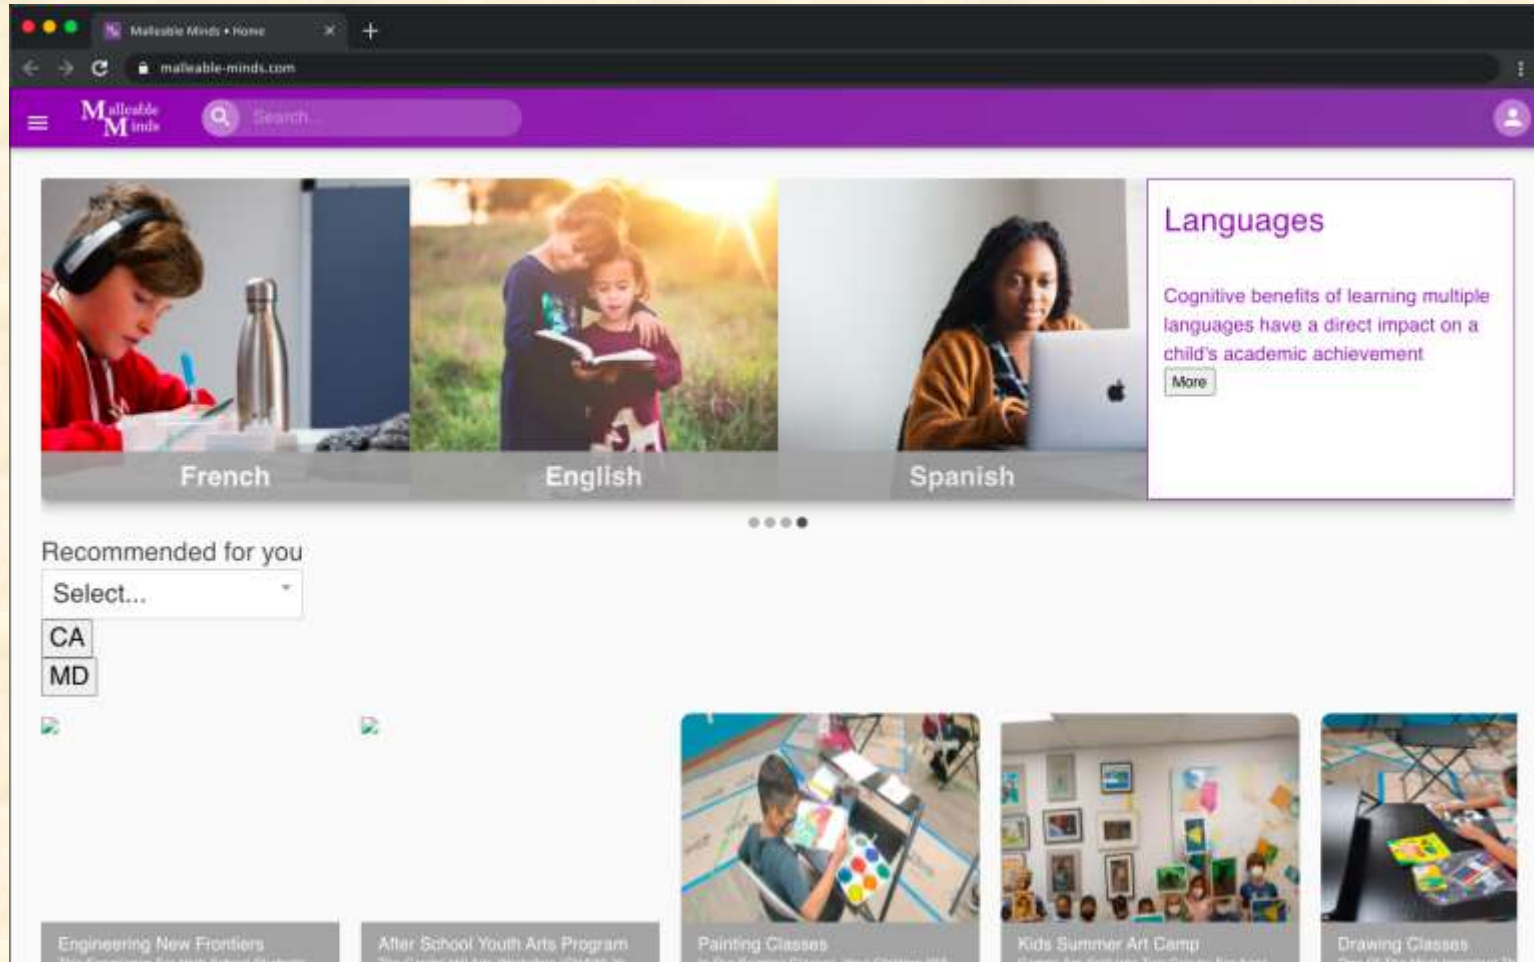 Malleable Minds • Home
malleable-minds.com
Malleable
Minds
Search...
French
English
Spanish
Languages
Cognitive benefits of learning multiple
languages have a direct impact on a
child's academic achievement
More
Recommended for you
Select...
CA
MD
Engineering New Frontiers
After School Youth Arts Program
Painting Classes
Kids Summer Art Camp
Drawing Classes